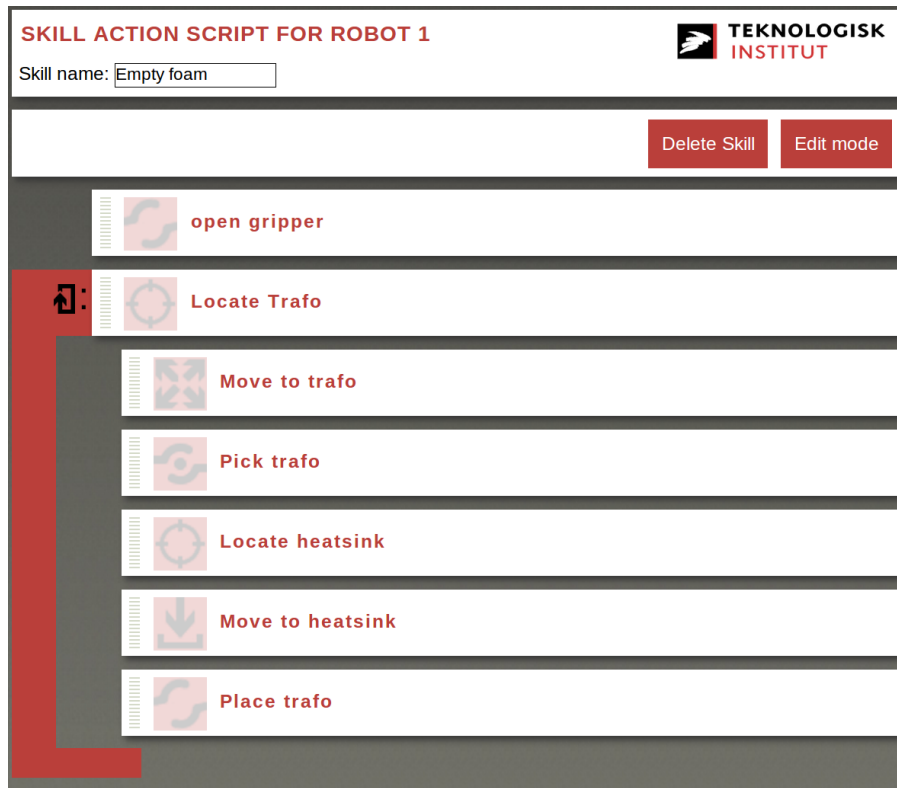 SKILL ACTION SCRIPT FOR ROBOT 1
TEKNOLOGISK
INSTITUT
Skill name: Empty foam
Delete Skill Edit mode
open gripper
Locate Trafo
Move to trafo
Pick trafo
Locate heatsink
Move to heatsink
Place trafo